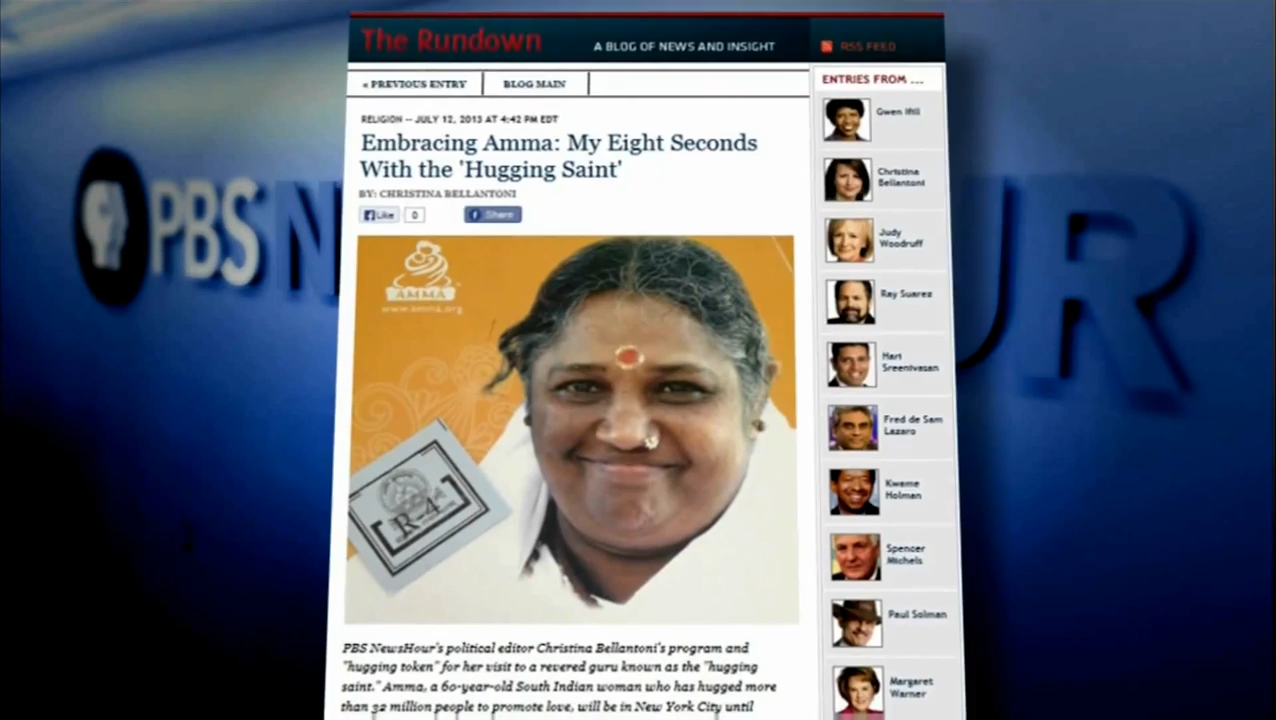 PBS N
UR
The Rundown
A BLOG OF NEWS AND INSIGHT
RSS FEED
« PREVIOUS ENTRY
BLOG MAIN
RELIGION -- JULY 12, 2013 AT 4:42 PM EDT
Embracing Amma: My Eight Seconds
With the 'Hugging Saint'
BY: CHRISTINA BELLANTONI
Like
0
Share
AMMA
www.amma.org
R-4
PBS NewsHour's political editor Christina Bellantoni's program and
"hugging token" for her visit to a revered guru known as the "hugging
saint." Amma, a 60-year-old South Indian woman who has hugged more
than 32 million people to promote love, will be in New York City until
ENTRIES FROM ...
Gwen Ifill
Christina
Bellantoni
Judy
Woodruff
Ray Suarez
Hari
Sreenivasan
Fred de Sam
Lazaro
Kwame
Holman
Spencer
Michels
Paul Solman
Margaret
Warner